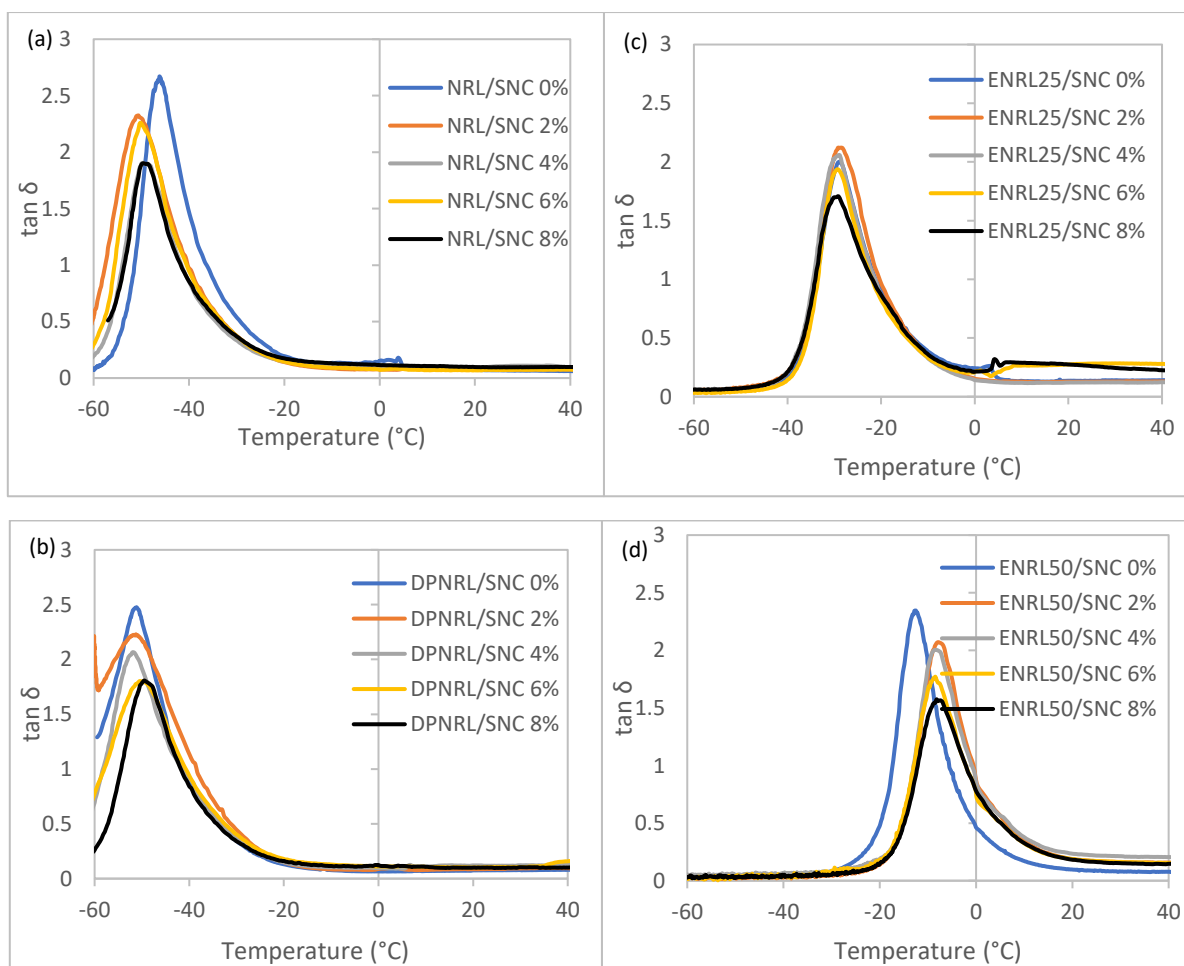 (a)
3
2.5
2
1.5
1
0.5
0
tan δ
-60
-40
-20
0
20
40
Temperature (°C)
NRL/SNC 0%
NRL/SNC 2%
NRL/SNC 4%
NRL/SNC 6%
NRL/SNC 8%
(c)
3
2.5
2
1.5
1
0.5
0
tan δ
-60
-40
-20
0
20
40
Temperature (°C)
ENRL25/SNC 0%
ENRL25/SNC 2%
ENRL25/SNC 4%
ENRL25/SNC 6%
ENRL25/SNC 8%
(b)
3
2.5
2
1.5
1
0.5
0
tan δ
-60
-40
-20
0
20
40
Temperature (°C)
DPNRL/SNC 0%
DPNRL/SNC 2%
DPNRL/SNC 4%
DPNRL/SNC 6%
DPNRL/SNC 8%
(d)
3
2.5
2
1.5
1
0.5
0
tan δ
-60
-40
-20
0
20
40
Temperature (°C)
ENRL50/SNC 0%
ENRL50/SNC 2%
ENRL50/SNC 4%
ENRL50/SNC 6%
ENRL50/SNC 8%